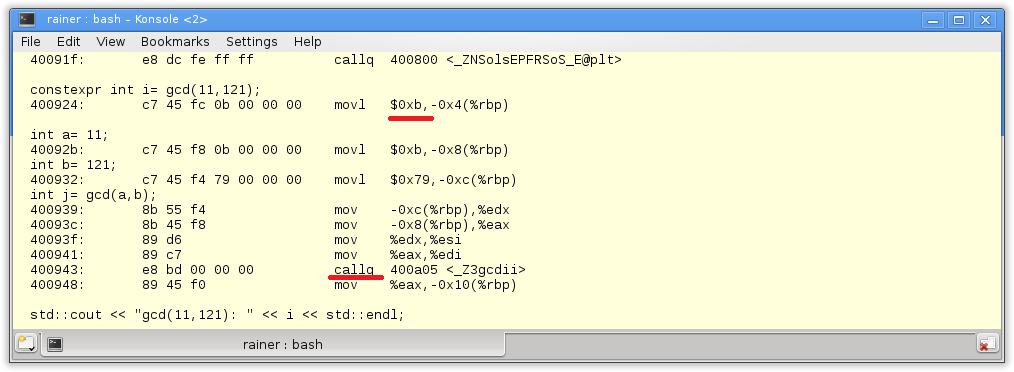 rainer : bash – Konsole <2>
File Edit View Bookmarks Settings Help
40091f: e8 dc fe ff ff callq 400800 <_ZNSolsEPFRSoS_E@plt>
constexpr int i= gcd(11,121);
400924: c7 45 fc 0b 00 00 00 movl $0xb,-0x4(%rbp)
int a= 11;
40092b: c7 45 f8 0b 00 00 00 movl $0xb,-0x8(%rbp)
int b= 121;
400932: c7 45 f4 79 00 00 00 movl $0x79,-0xc(%rbp)
int j= gcd(a,b);
400939: 8b 55 f4 mov -0xc(%rbp),%edx
40093c: 8b 45 f8 mov -0x8(%rbp),%eax
40093f: 89 d6 mov %edx,%esi
400941: 89 c7 mov %eax,%edi
400943: e8 bd 00 00 00 callq 400a05 <_Z3gcdii>
400948: 89 45 f0 mov %eax,-0x10(%rbp)
std::cout << "gcd(11,121): " << i << std::endl;
rainer : bash